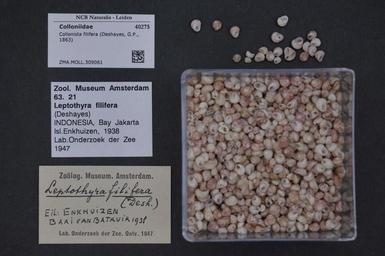 NCB Naturalis - Leiden
Colloniidae 40275
Collonista filifera (Deshayes, G.P.,
1863)
ZMA.MOLL.309061
Zool. Museum Amsterdam
63. 21
Leptothyra filifera
(Deshayes)
INDONESIA, Bay Jakarta
Isl.Enkhuizen, 1938
Lab.Onderzoek der Zee
1947
Zoölog. Museum. Amsterdam.
Leptothyra filifera
(Desh.)
Eil. ENKHUIZEN
BAAI VAN BATAVIA 1938
Lab. Onderzoek der Zee. Ontv. 1947